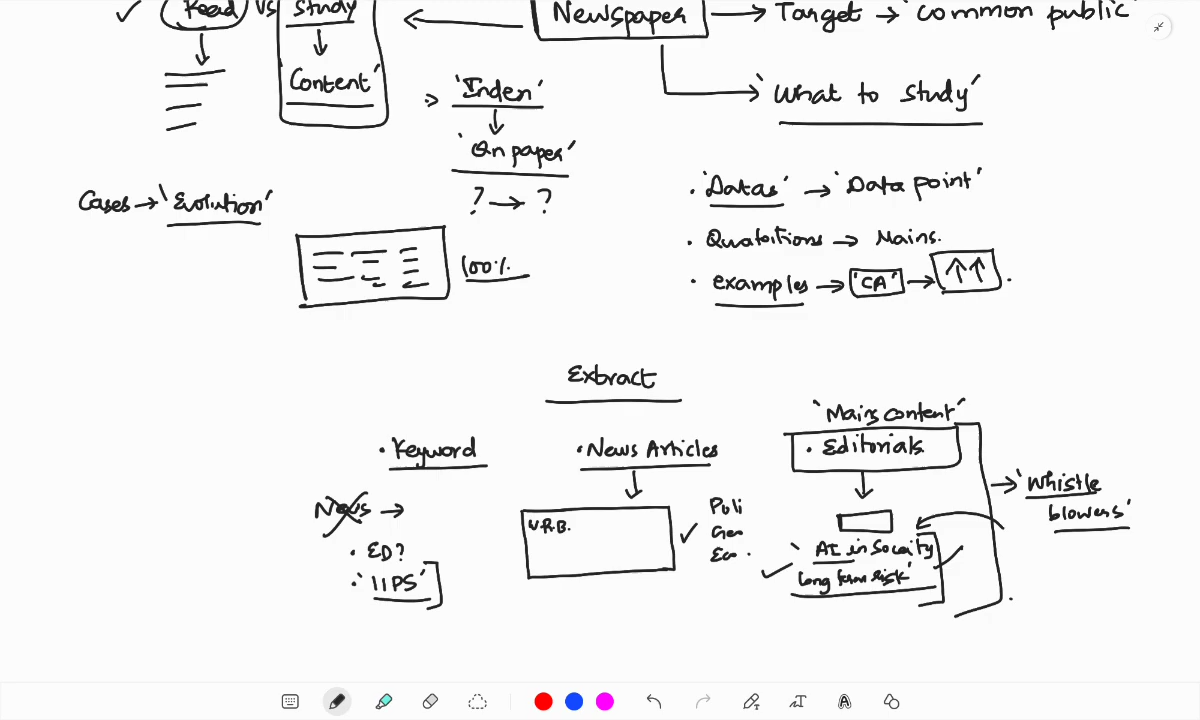 Read vs Study
Newspaper → Target → 'Common public'
'Content'
'Index'
'What to study'
'On paper'
? → ?
• 'Datas' → 'Data point'
Cases → 'Evolution'
• Quotations → Mains.
100%
• examples → 'CA' → ↑↑
Extract
'Mains content'
• Keyword
• News Articles
• Editorials
→ 'Whistle
blowers'
News →
V.R.B.
Poli
Geo
Eco.
• ED?
• 'IIPS'
'AI in Society
long term risk'